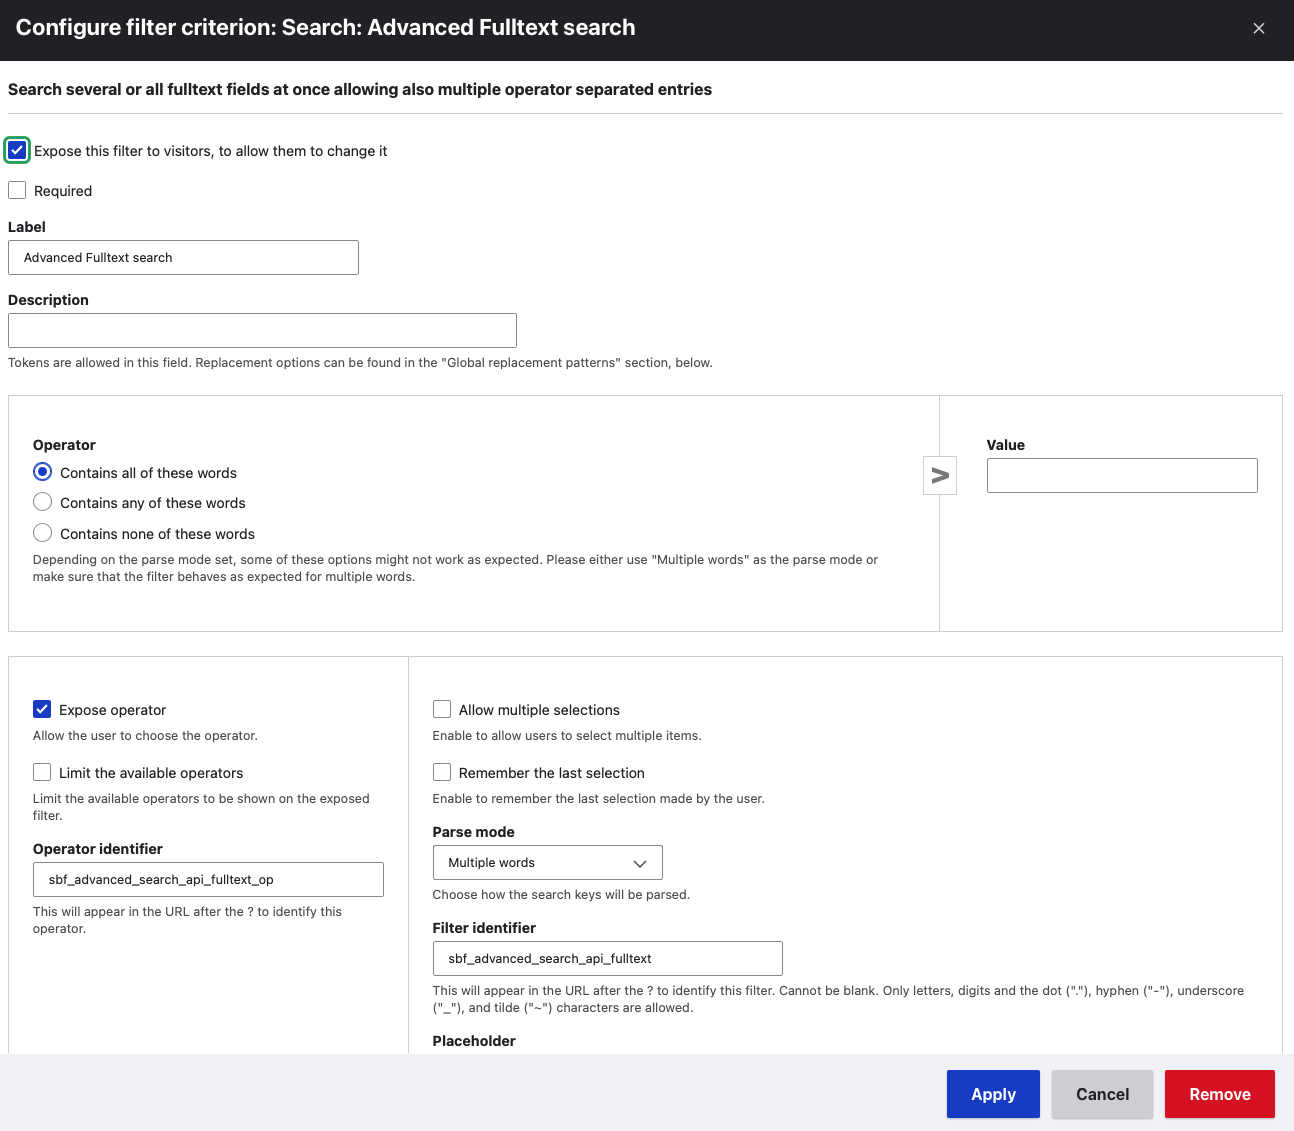 Configure filter criterion: Search: Advanced Fulltext search
Search several or all fulltext fields at once allowing also multiple operator separated entries
Expose this filter to visitors, to allow them to change it
Required
Label
Advanced Fulltext search
Description
Tokens are allowed in this field. Replacement options can be found in the "Global replacement patterns" section, below.
Operator
Contains all of these words
Contains any of these words
Contains none of these words
Depending on the parse mode set, some of these options might not work as expected. Please either use "Multiple words" as the parse mode or
make sure that the filter behaves as expected for multiple words.
>
Value
Expose operator
Allow the user to choose the operator.
Limit the available operators
Limit the available operators to be shown on the exposed
filter.
Operator identifier
sbf_advanced_search_api_fulltext_op
This will appear in the URL after the ? to identify this
operator.
Allow multiple selections
Enable to allow users to select multiple items.
Remember the last selection
Enable to remember the last selection made by the user.
Parse mode
Multiple words
Choose how the search keys will be parsed.
Filter identifier
sbf_advanced_search_api_fulltext
This will appear in the URL after the ? to identify this filter. Cannot be blank. Only letters, digits and the dot ("."), hyphen ("-"), underscore
("_"), and tilde ("~") characters are allowed.
Placeholder
Apply
Cancel
Remove